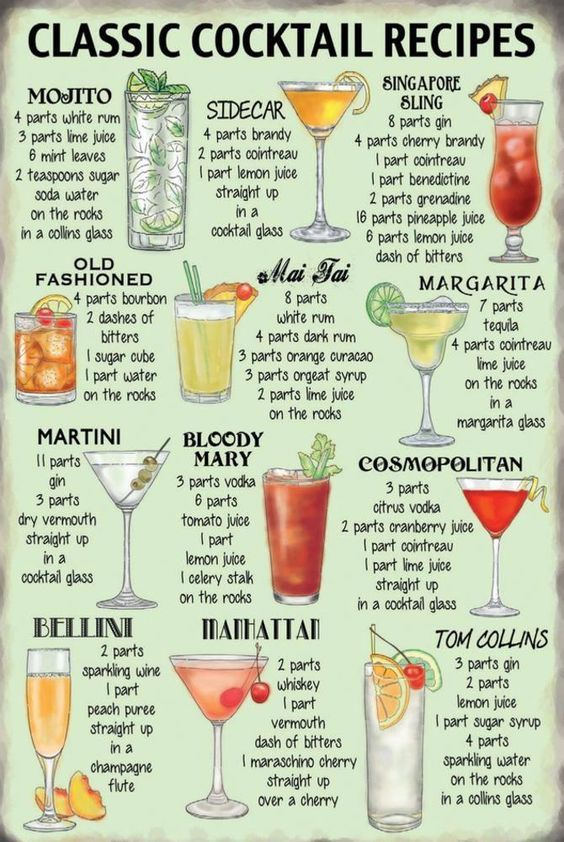 CLASSIC COCKTAIL RECIPES
MOJITO
4 parts white rum
3 parts lime juice
6 mint leaves
2 teaspoons sugar
soda water
on the rocks
in a collins glass
SIDECAR
4 parts brandy
2 parts cointreau
1 part lemon juice
straight up
in a
cocktail glass
SINGAPORE
SLING
8 parts gin
4 parts cherry brandy
1 part cointreau
1 part benedictine
2 parts grenadine
16 parts pineapple juice
6 parts lemon juice
dash of bitters
OLD
FASHIONED
4 parts bourbon
2 dashes of
bitters
1 sugar cube
1 part water
on the rocks
Mai Tai
8 parts
white rum
4 parts dark rum
3 parts orange curacao
3 parts orgeat syrup
2 parts lime juice
on the rocks
MARGARITA
7 parts
tequila
4 parts cointreau
lime juice
on the rocks
in a
margarita glass
MARTINI
11 parts
gin
3 parts
dry vermouth
straight up
in a
cocktail glass
BLOODY
MARY
3 parts vodka
6 parts
tomato juice
1 part
lemon juice
1 celery stalk
on the rocks
COSMOPOLITAN
3 parts
citrus vodka
2 parts cranberry juice
1 part cointreau
1 part lime juice
straight up
in a cocktail glass
BELLINI
2 parts
sparkling wine
1 part
peach puree
straight up
in a
champagne
flute
MANHATTAN
2 parts
whiskey
1 part
vermouth
dash of bitters
1 maraschino cherry
straight up
over a cherry
TOM COLLINS
3 parts gin
2 parts
lemon juice
1 part sugar syrup
4 parts
sparkling water
on the rocks
in a collins glass